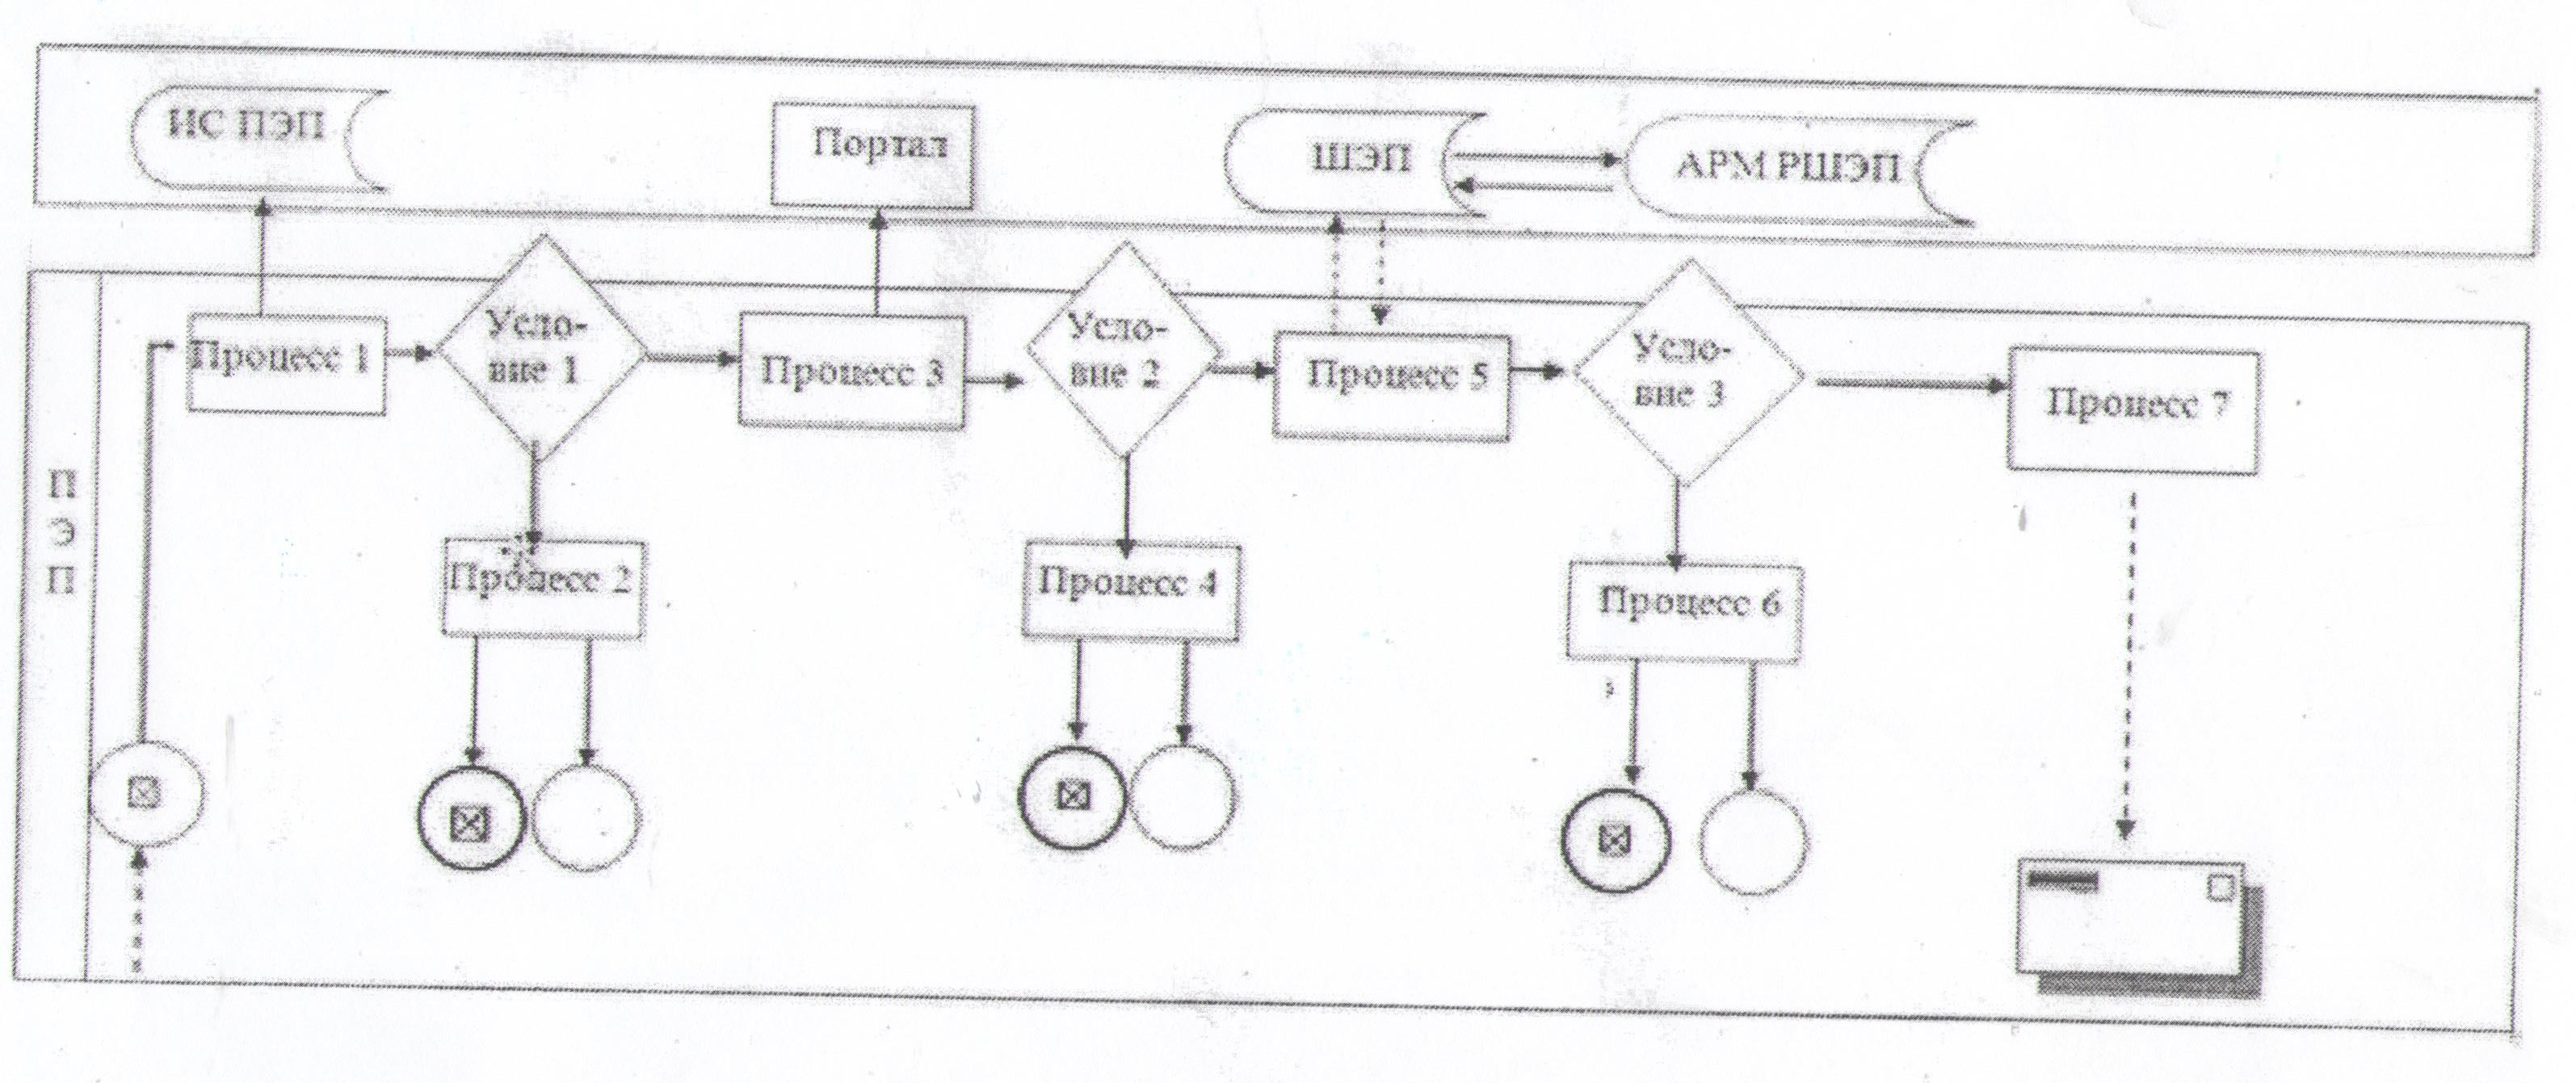 ИС ПЭП
Портал
ШЭП
АРМ РШЭП
Процесс 1
Усло-
вие 1
Процесс 3
Усло-
вие 2
Процесс 5
Усло-
вие 3
Процесс 7
П
Э
П
Процесс 2
Процесс 4
Процесс 6